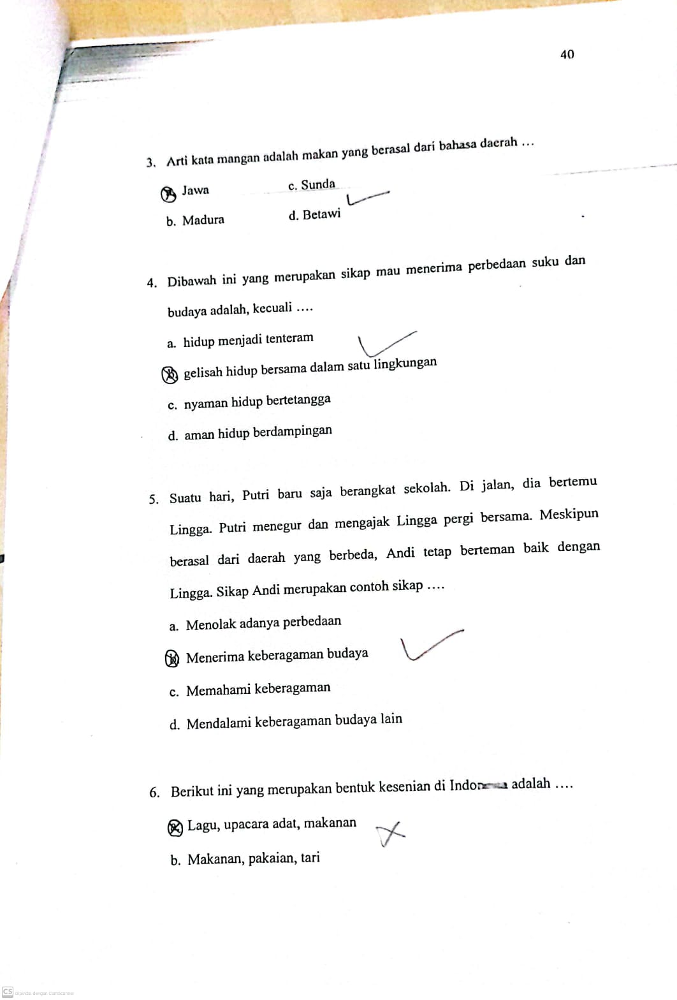 40
3. Arti kata mangan adalah makan yang berasal dari bahasa daerah …
a. Jawa c. Sunda
b. Madura d. Betawi
4. Dibawah ini yang merupakan sikap mau menerima perbedaan suku dan
budaya adalah, kecuali ….
a. hidup menjadi tenteram
b. gelisah hidup bersama dalam satu lingkungan
c. nyaman hidup bertetangga
d. aman hidup berdampingan
5. Suatu hari, Putri baru saja berangkat sekolah. Di jalan, dia bertemu
Lingga. Putri menegur dan mengajak Lingga pergi bersama. Meskipun
berasal dari daerah yang berbeda, Andi tetap berteman baik dengan
Lingga. Sikap Andi merupakan contoh sikap ….
a. Menolak adanya perbedaan
b. Menerima keberagaman budaya
c. Memahami keberagaman
d. Mendalami keberagaman budaya lain
6. Berikut ini yang merupakan bentuk kesenian di Indonesia adalah ….
a. Lagu, upacara adat, makanan
b. Makanan, pakaian, tari
CS Dipindai dengan CamScanner